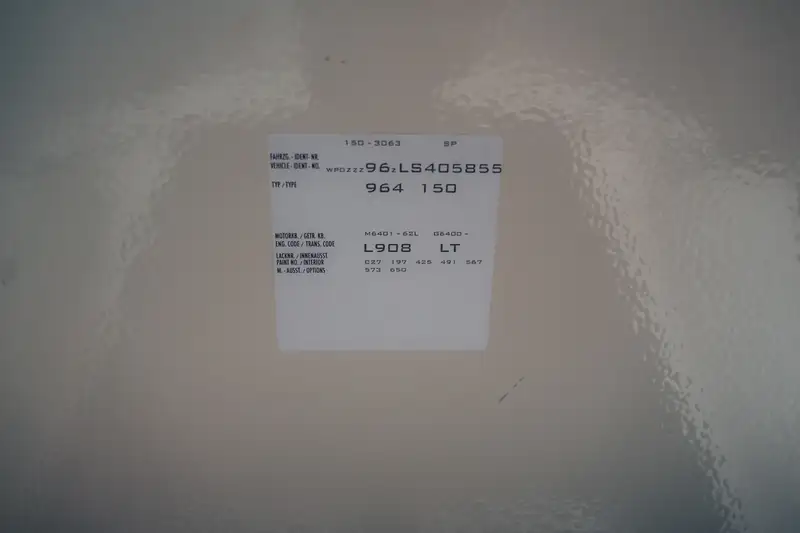 150-3063 SP
FAHRZG.-IDENT-NR.
VEHICLE-IDENT-NO. WPOZZZ96zLS405855
TYP/TYPE 964 150
MOTORKB./GETR. KB. M6401-62L G6400-
ENG. CODE/TRANS. CODE L908 LT
LACKNR./INNENAUSST.
PAINT NO./INTERIOR C27 197 425 491 567
M.-AUSST./OPTIONS 573 650